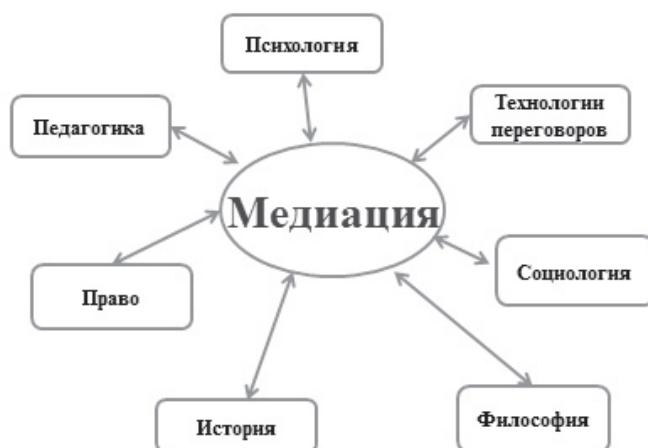 Психология
Технологии
переговоров
Педагогика
Медиация
Социология
Право
История
Философия